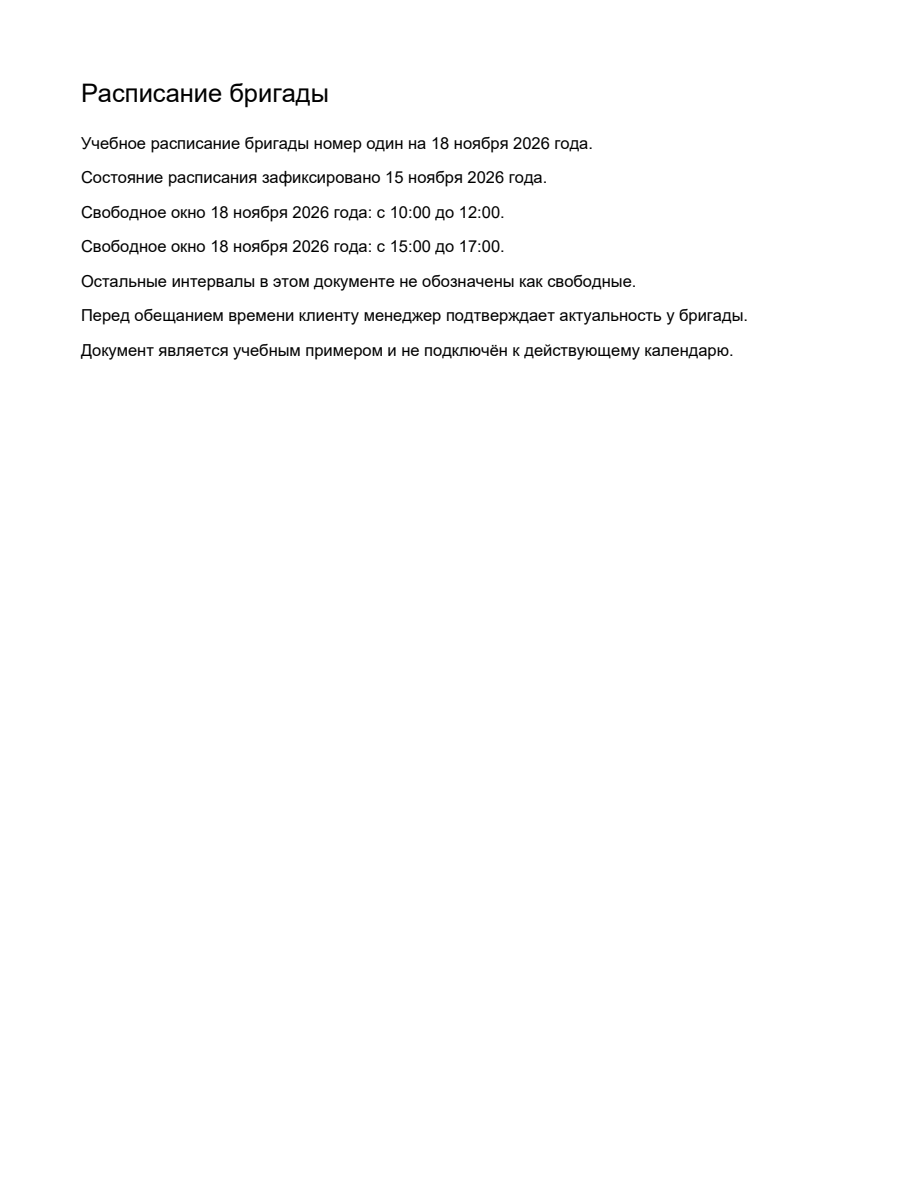 Расписание бригады
Учебное расписание бригады номер один на 18 ноября 2026 года.
Состояние расписания зафиксировано 15 ноября 2026 года.
Свободное окно 18 ноября 2026 года: с 10:00 до 12:00.
Свободное окно 18 ноября 2026 года: с 15:00 до 17:00.
Остальные интервалы в этом документе не обозначены как свободные.
Перед обещанием времени клиенту менеджер подтверждает актуальность у бригады.
Документ является учебным примером и не подключён к действующему календарю.